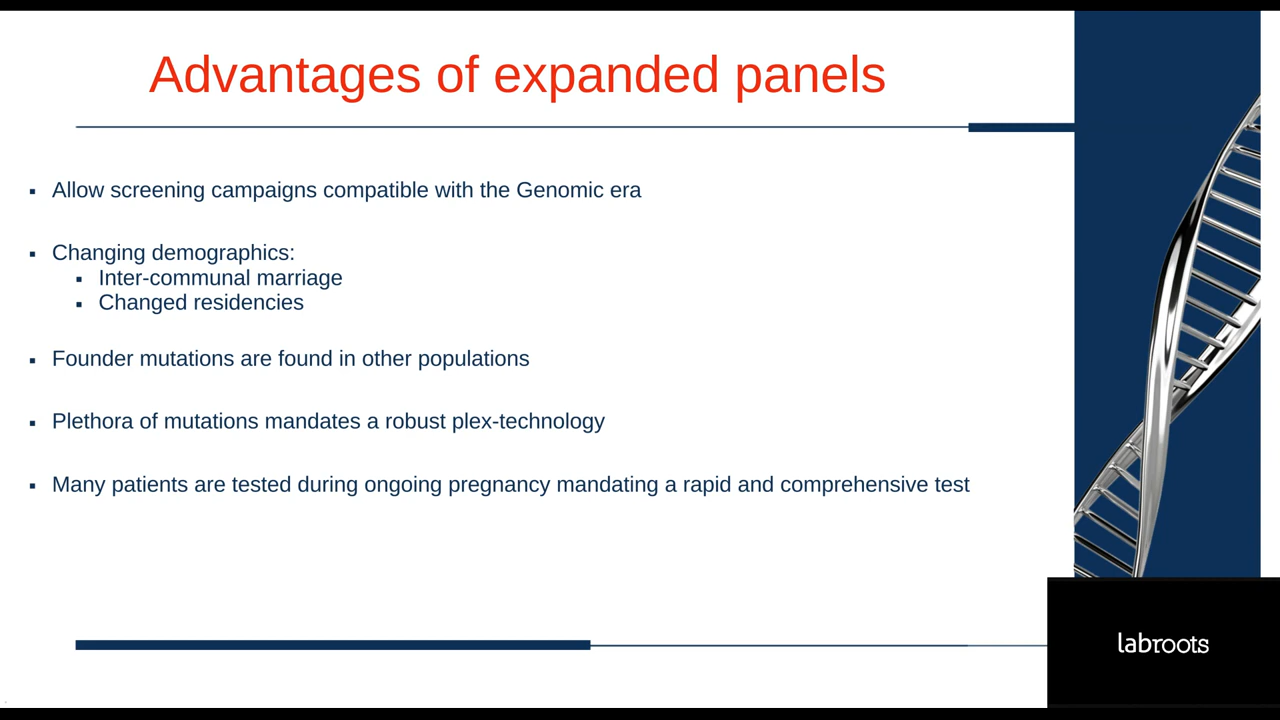 Advantages of expanded panels
▪ Allow screening campaigns compatible with the Genomic era
▪ Changing demographics:
▪ Inter-communal marriage
▪ Changed residencies
▪ Founder mutations are found in other populations
▪ Plethora of mutations mandates a robust plex-technology
▪ Many patients are tested during ongoing pregnancy mandating a rapid and comprehensive test
labroots